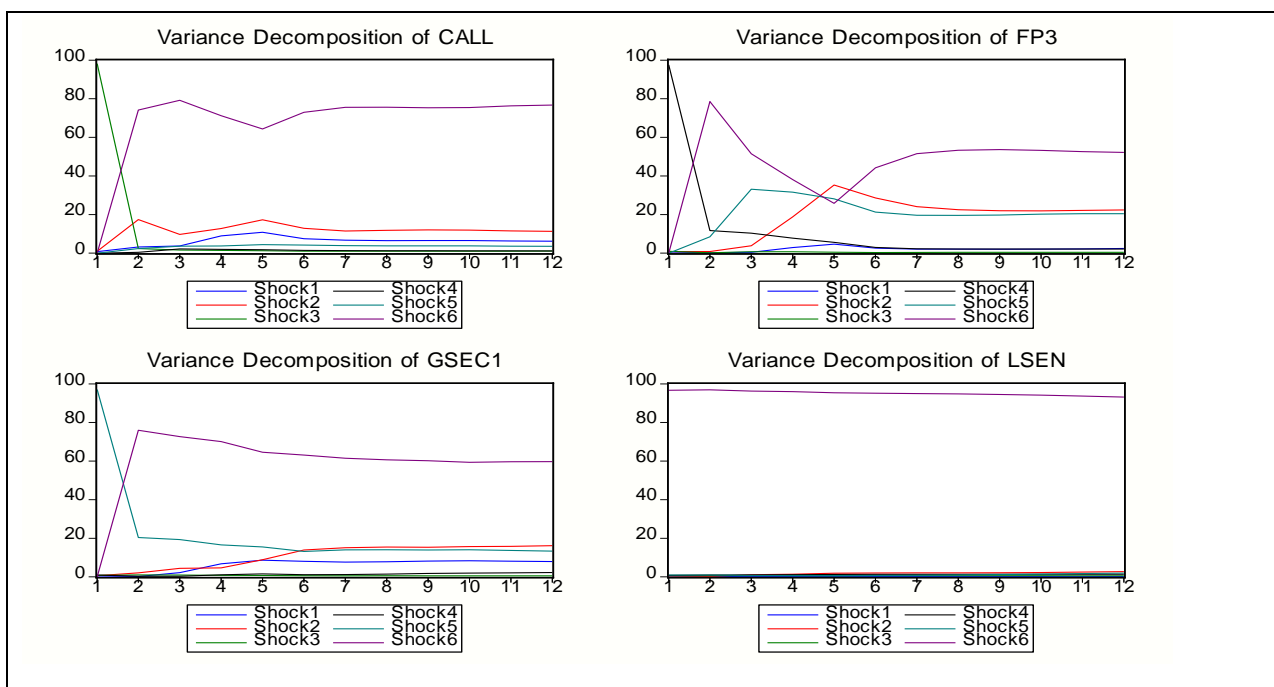 Variance Decomposition of CALL
100
80
60
40
20
0
1 2 3 4 5 6 7 8 9 10 11 12
Shock1 Shock4
Shock2 Shock5
Shock3 Shock6
Variance Decomposition of FP3
100
80
60
40
20
0
1 2 3 4 5 6 7 8 9 10 11 12
Shock1 Shock4
Shock2 Shock5
Shock3 Shock6
Variance Decomposition of GSEC1
100
80
60
40
20
0
1 2 3 4 5 6 7 8 9 10 11 12
Shock1 Shock4
Shock2 Shock5
Shock3 Shock6
Variance Decomposition of LSEN
100
80
60
40
20
0
1 2 3 4 5 6 7 8 9 10 11 12
Shock1 Shock4
Shock2 Shock5
Shock3 Shock6